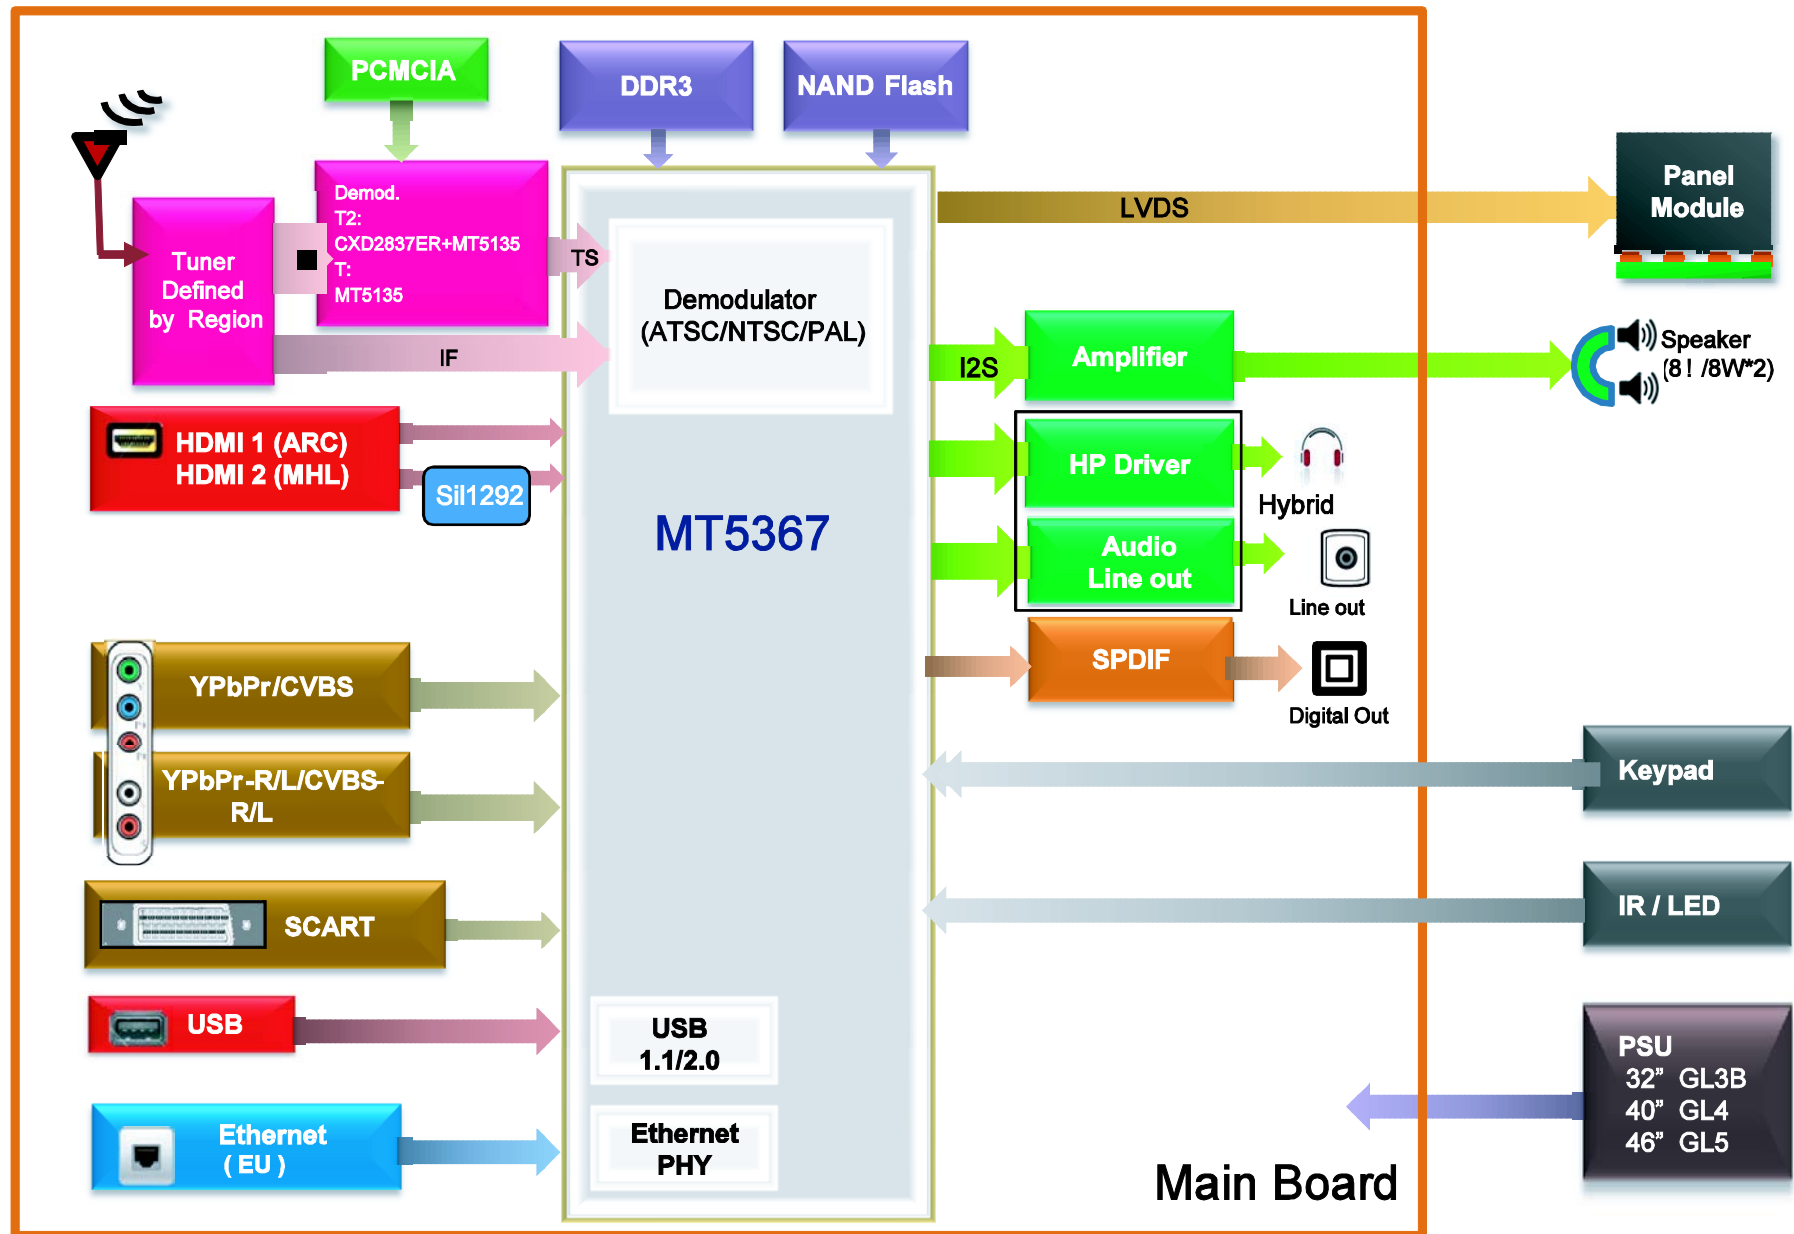 PCMCIA
DDR3
NAND Flash
Demod.
T2:
CXD2837ER+MT5135
T:
MT5135
Tuner
Defined
by Region
TS
IF
Demodulator
(ATSC/NTSC/PAL)
LVDS
Panel
Module
I2S
Amplifier
Speaker
(8! /8W*2)
HDMI 1 (ARC)
HDMI 2 (MHL)
Sil1292
HP Driver
Hybrid
MT5367
Audio
Line out
Line out
SPDIF
Digital Out
YPbPr/CVBS
YPbPr-R/L/CVBS-
R/L
Keypad
SCART
IR / LED
USB
USB
1.1/2.0
PSU
32” GL3B
40” GL4
46” GL5
Ethernet
( EU )
Ethernet
PHY
Main Board